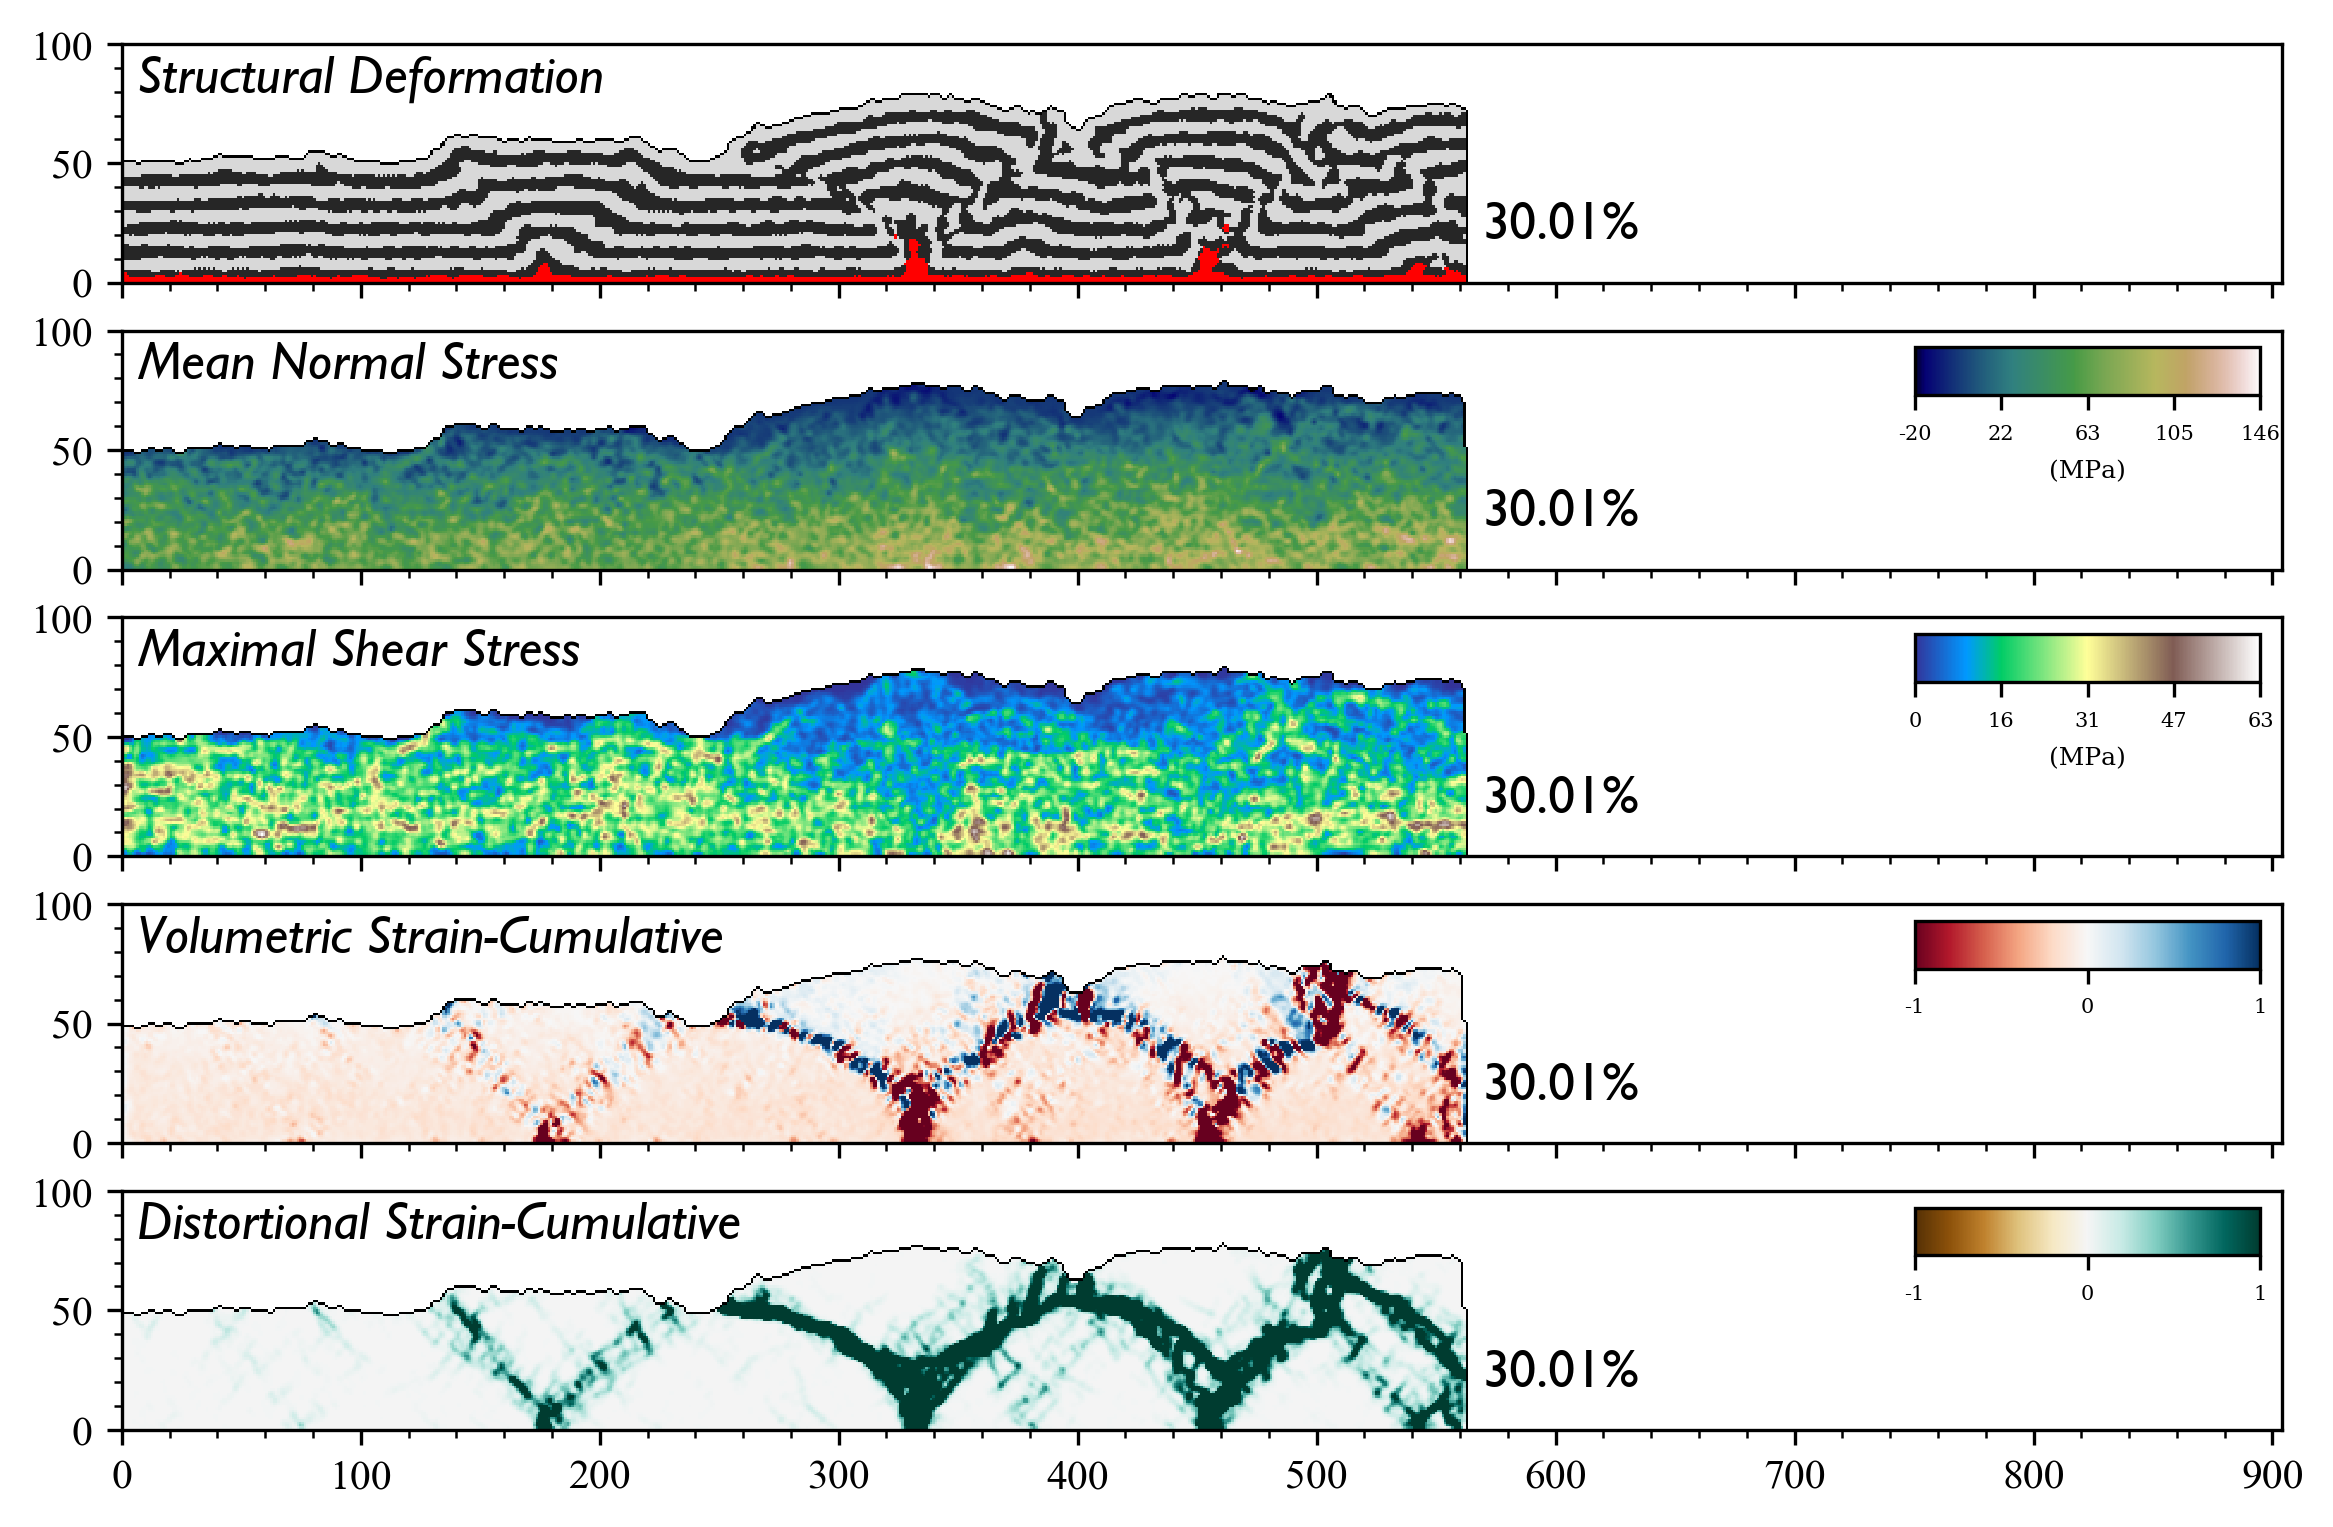 100
Structural Deformation
50
30.01%
0
100
Mean Normal Stress
-20 22 63 105 146
50
(MPa)
30.01%
0
100
Maximal Shear Stress
0 16 31 47 63
50
(MPa)
30.01%
0
100
Volumetric Strain-Cumulative
-1 0 1
50
30.01%
0
100
Distortional Strain-Cumulative
-1 0 1
50
30.01%
0
0 100 200 300 400 500 600 700 800 900